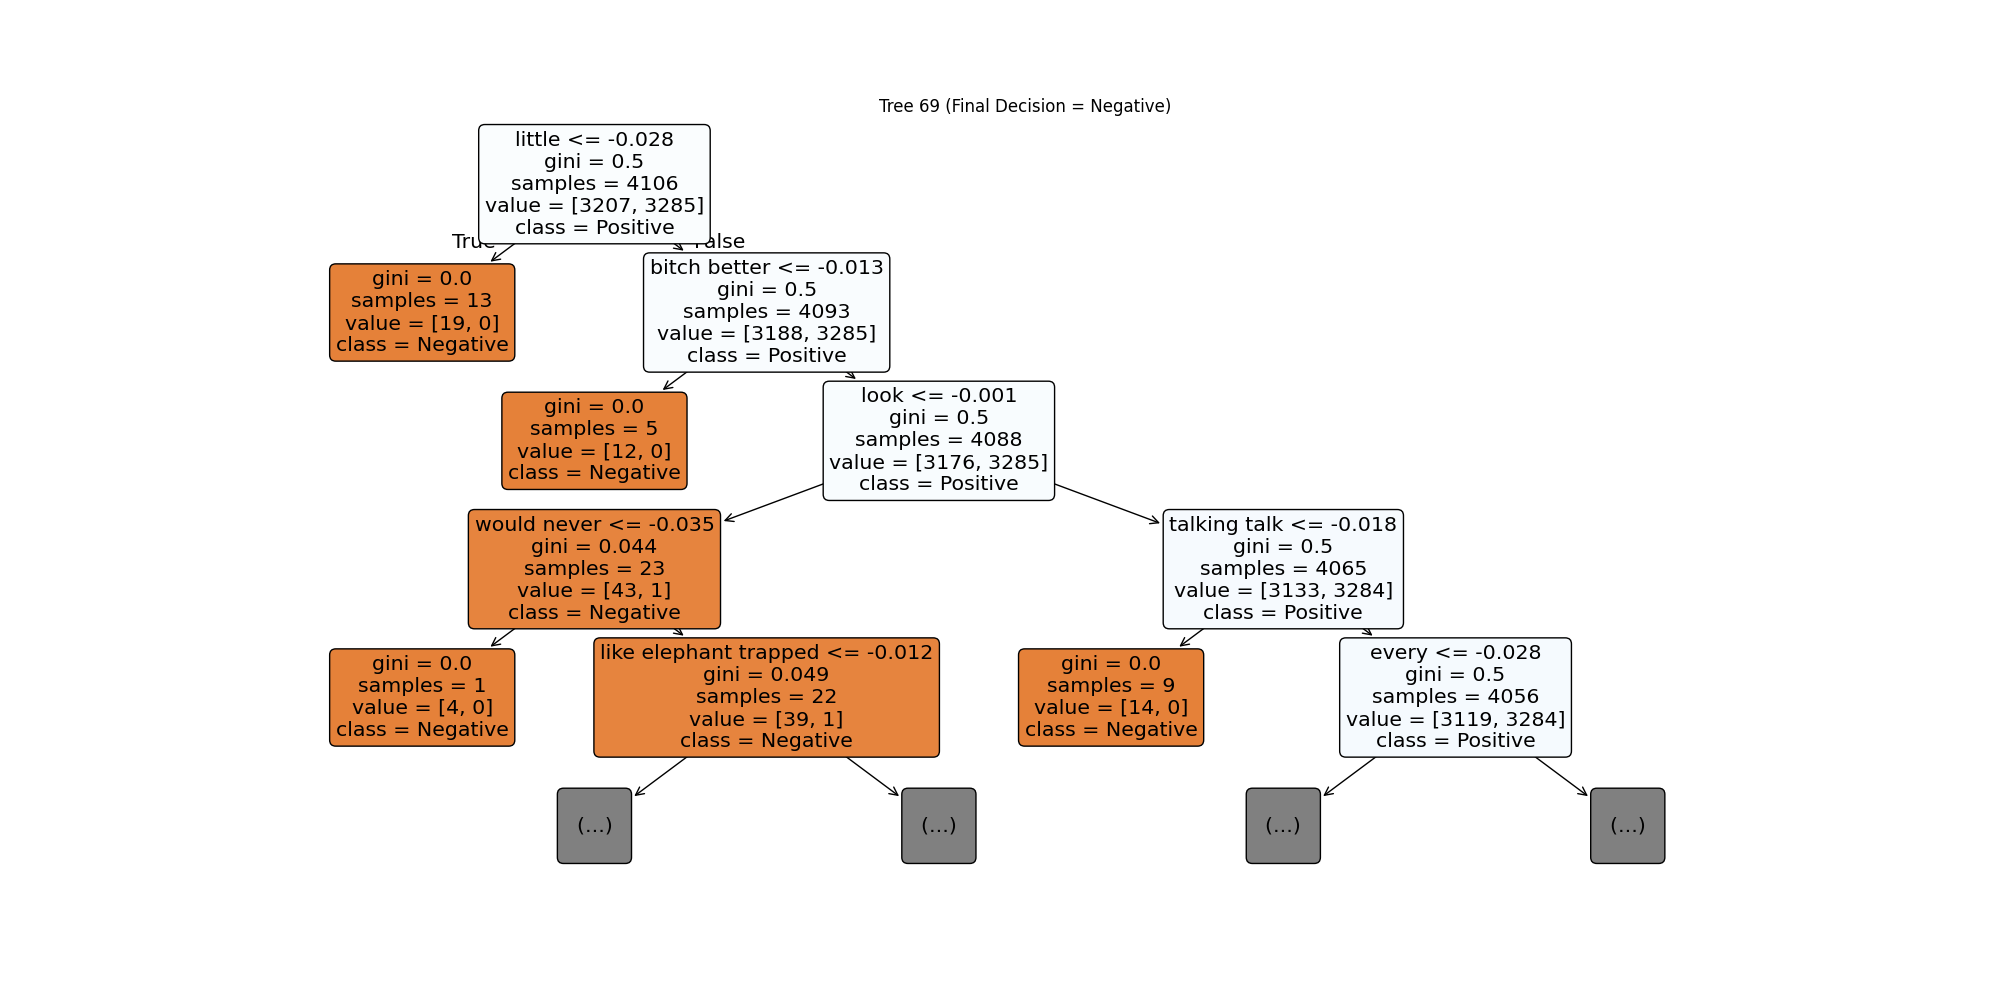 Tree 69 (Final Decision = Negative)
little <= -0.028
gini = 0.5
samples = 4106
value = [3207, 3285]
class = Positive
True
False
gini = 0.0
samples = 13
value = [19, 0]
class = Negative
bitch better <= -0.013
gini = 0.5
samples = 4093
value = [3188, 3285]
class = Positive
gini = 0.0
samples = 5
value = [12, 0]
class = Negative
look <= -0.001
gini = 0.5
samples = 4088
value = [3176, 3285]
class = Positive
would never <= -0.035
gini = 0.044
samples = 23
value = [43, 1]
class = Negative
talking talk <= -0.018
gini = 0.5
samples = 4065
value = [3133, 3284]
class = Positive
gini = 0.0
samples = 1
value = [4, 0]
class = Negative
like elephant trapped <= -0.012
gini = 0.049
samples = 22
value = [39, 1]
class = Negative
gini = 0.0
samples = 9
value = [14, 0]
class = Negative
every <= -0.028
gini = 0.5
samples = 4056
value = [3119, 3284]
class = Positive
(...)
(...)
(...)
(...)